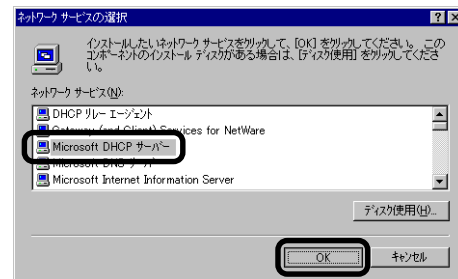 ネットワーク サービスの選択
インストールしたいネットワーク サービスをクリックして、[OK] をクリックしてください。この
コンポーネントのインストール ディスクがある場合は、[ディスク使用] をクリックしてくださ
い。
ネットワーク サービス(N):
DHCP リレー エージェント
Gateway (and Client) Services for NetWare
Microsoft DHCP サーバー
Microsoft DNS サーバー
Microsoft Internet Information Server
ディスク使用(H)...
OK
キャンセル